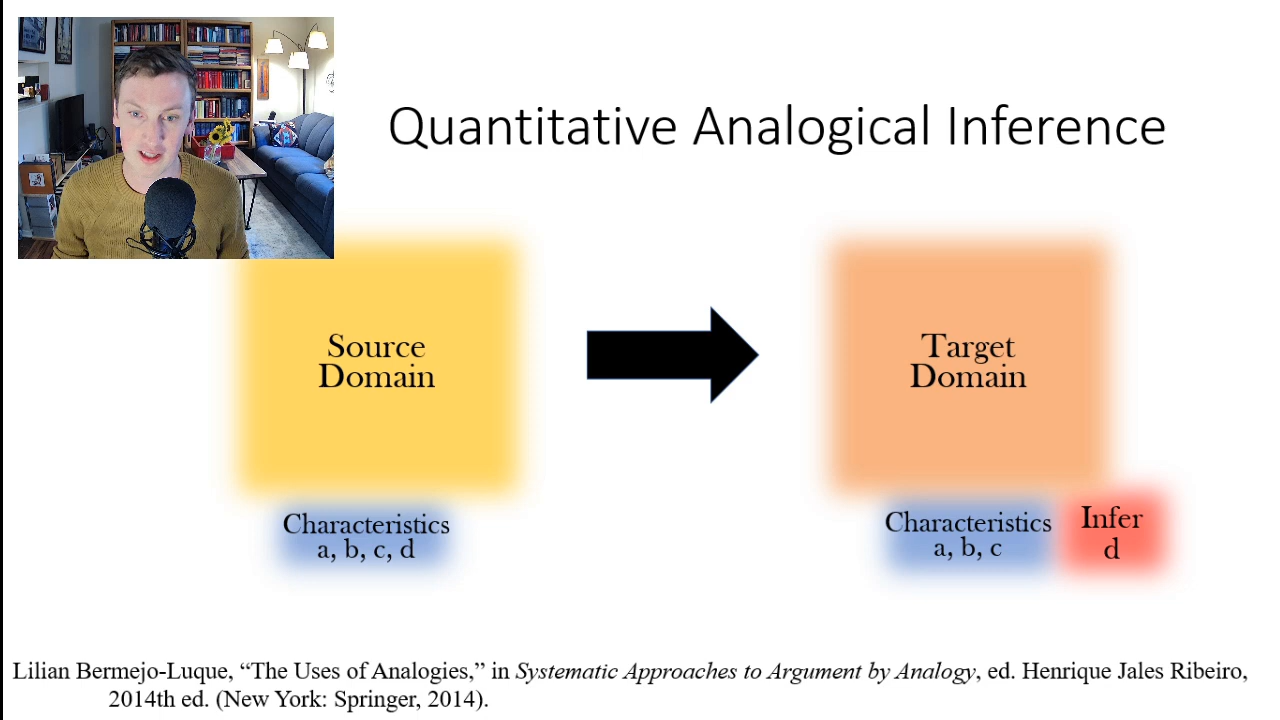 Quantitative Analogical Inference
Source
Domain
Target
Domain
Characteristics
a, b, c, d
Characteristics
a, b, c
Infer
d
Lilian Bermejo-Luque, “The Uses of Analogies,” in Systematic Approaches to Argument by Analogy, ed. Henrique Jales Ribeiro,
2014th ed. (New York: Springer, 2014).